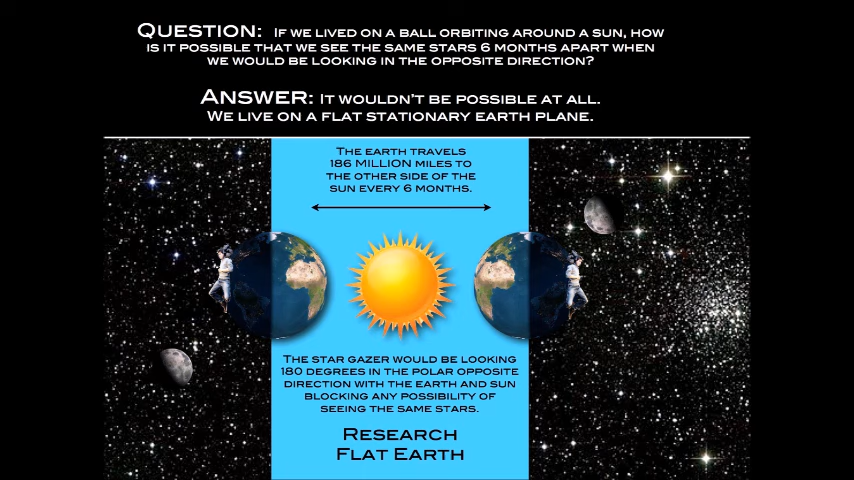 QUESTION: IF WE LIVED ON A BALL ORBITING AROUND A SUN, HOW
IS IT POSSIBLE THAT WE SEE THE SAME STARS 6 MONTHS APART WHEN
WE WOULD BE LOOKING IN THE OPPOSITE DIRECTION?
ANSWER: IT WOULDN'T BE POSSIBLE AT ALL.
WE LIVE ON A FLAT STATIONARY EARTH PLANE.
THE EARTH TRAVELS
186 MILLION MILES TO
THE OTHER SIDE OF THE
SUN EVERY 6 MONTHS.
THE STAR GAZER WOULD BE LOOKING
180 DEGREES IN THE POLAR OPPOSITE
DIRECTION WITH THE EARTH AND SUN
BLOCKING ANY POSSIBILITY OF
SEEING THE SAME STARS.
RESEARCH
FLAT EARTH